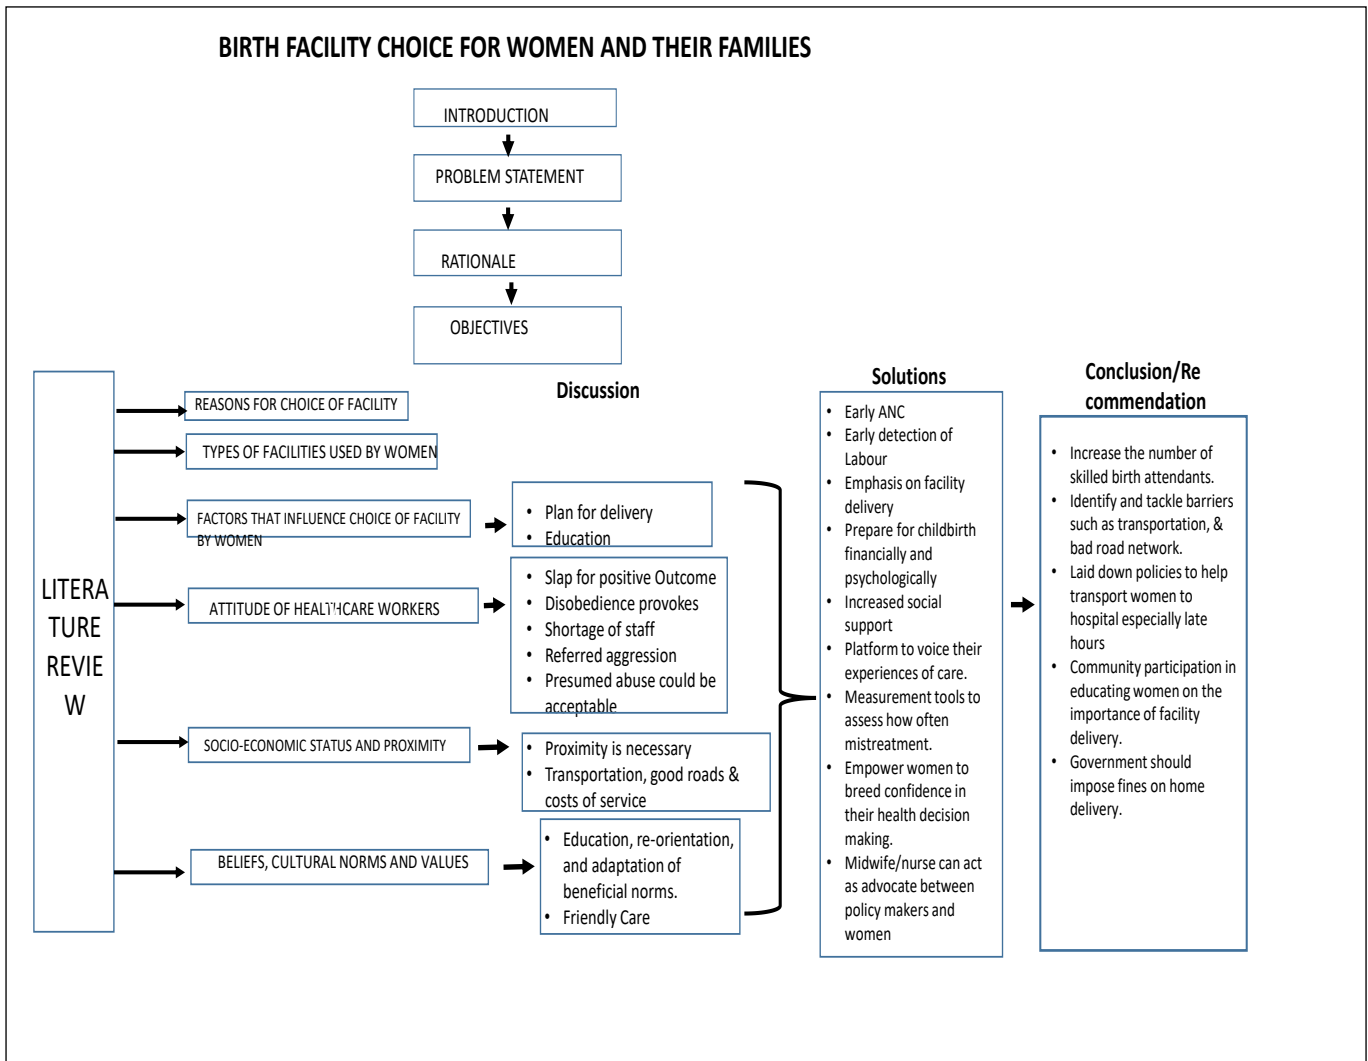 BIRTH FACILITY CHOICE FOR WOMEN AND THEIR FAMILIES
INTRODUCTION
PROBLEM STATEMENT
RATIONALE
OBJECTIVES
LITERA
TURE
REVIE
W
REASONS FOR CHOICE OF FACILITY
TYPES OF FACILITIES USED BY WOMEN
FACTORS THAT INFLUENCE CHOICE OF FACILITY
BY WOMEN
ATTITUDE OF HEALTHCARE WORKERS
SOCIO-ECONOMIC STATUS AND PROXIMITY
BELIEFS, CULTURAL NORMS AND VALUES
Discussion
• Plan for delivery
• Education
• Slap for positive Outcome
• Disobedience provokes
• Shortage of staff
• Referred aggression
• Presumed abuse could be
acceptable
• Proximity is necessary
• Transportation, good roads &
costs of service
• Education, re-orientation,
and adaptation of
beneficial norms.
• Friendly Care
Solutions
• Early ANC
• Early detection of
Labour
• Emphasis on facility
delivery
• Prepare for childbirth
financially and
psychologically
• Increased social
support
• Platform to voice their
experiences of care.
• Measurement tools to
assess how often
mistreatment.
• Empower women to
breed confidence in
their health decision
making.
• Midwife/nurse can act
as advocate between
policy makers and
women
Conclusion/Re
commendation
• Increase the number of
skilled birth attendants.
• Identify and tackle barriers
such as transportation, &
bad road network.
• Laid down policies to help
transport women to
hospital especially late
hours
• Community participation in
educating women on the
importance of facility
delivery.
• Government should
impose fines on home
delivery.